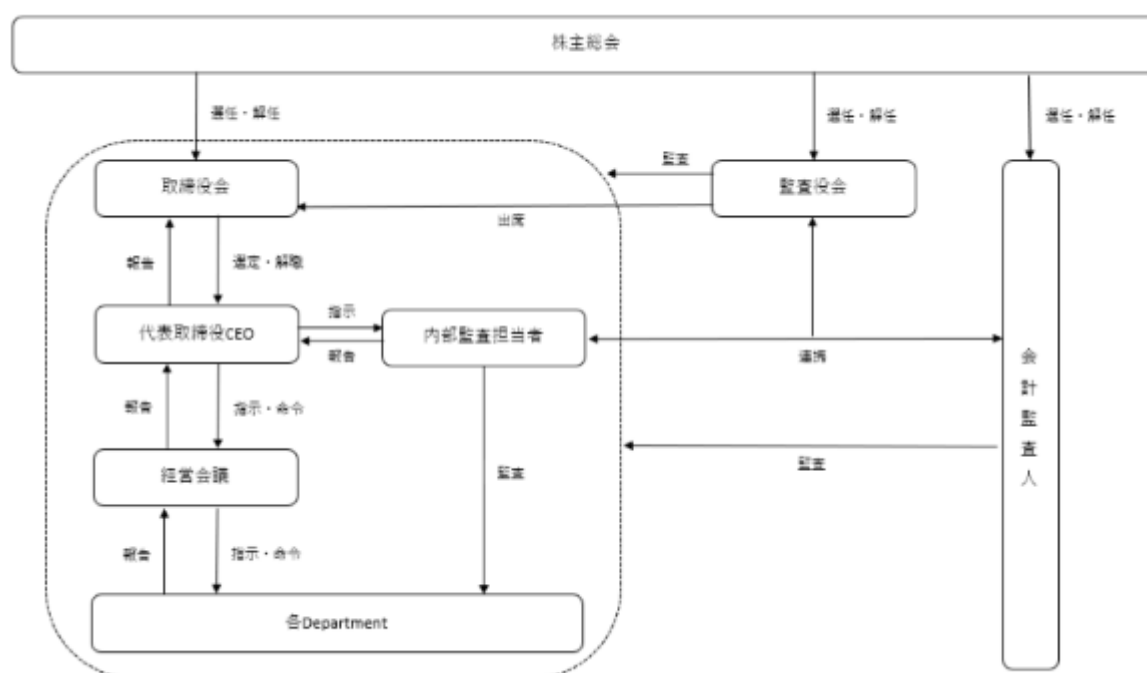 株主総会
選任・解任
選任・解任
選任・解任
監査
取締役会
監査役会
出席
報告
選定・解職
指示
代表取締役CEO
内部監査担当者
報告
連携
会計監査人
報告
指示・命令
経営会議
監査
監査
報告
指示・命令
各Department